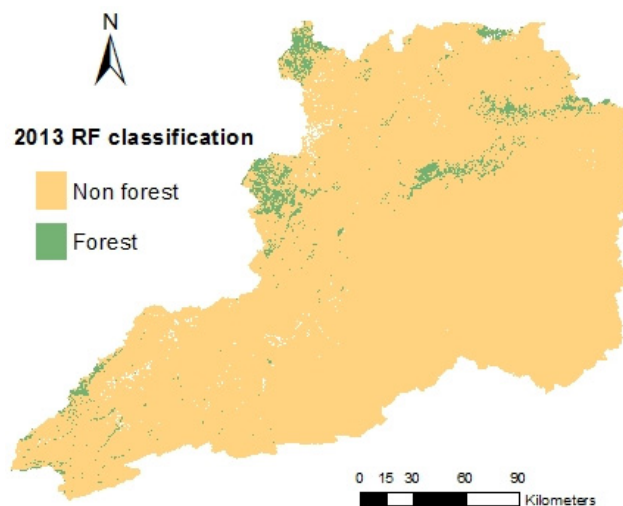 N
2013 RF classification
Non forest
Forest
0 15 30 60 90
Kilometers